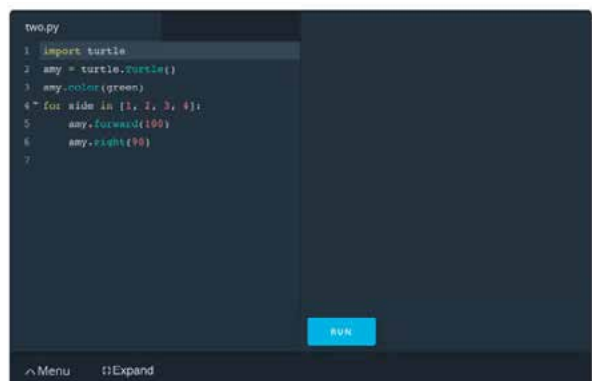 two.py
1 import turtle
2 amy = turtle.Turtle()
3 amy.color(green)
4 for side in [1, 2, 3, 4]:
5 amy.forward(100)
6 amy.right(90)
7
RUN
Menu Expand